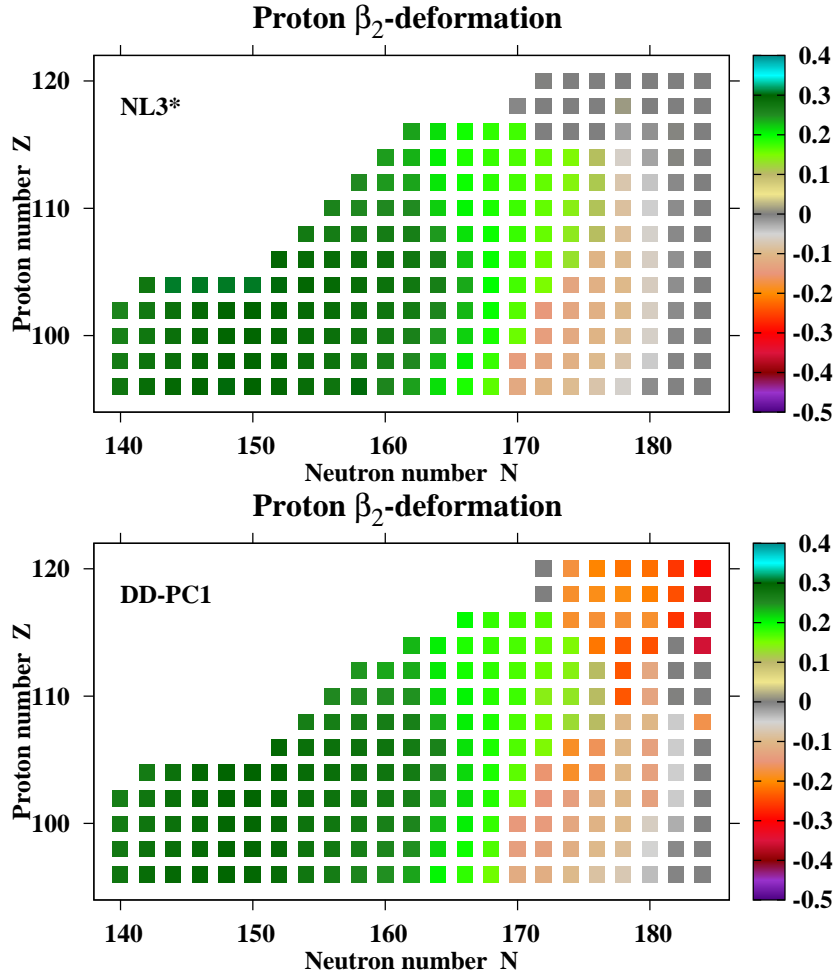 Proton β₂-deformation
NL3*
Proton number Z
120
110
100
140 150 160 170 180
Neutron number N
0.4
0.3
0.2
0.1
0
-0.1
-0.2
-0.3
-0.4
-0.5
Proton β₂-deformation
DD-PC1
Proton number Z
120
110
100
140 150 160 170 180
Neutron number N
0.4
0.3
0.2
0.1
0
-0.1
-0.2
-0.3
-0.4
-0.5